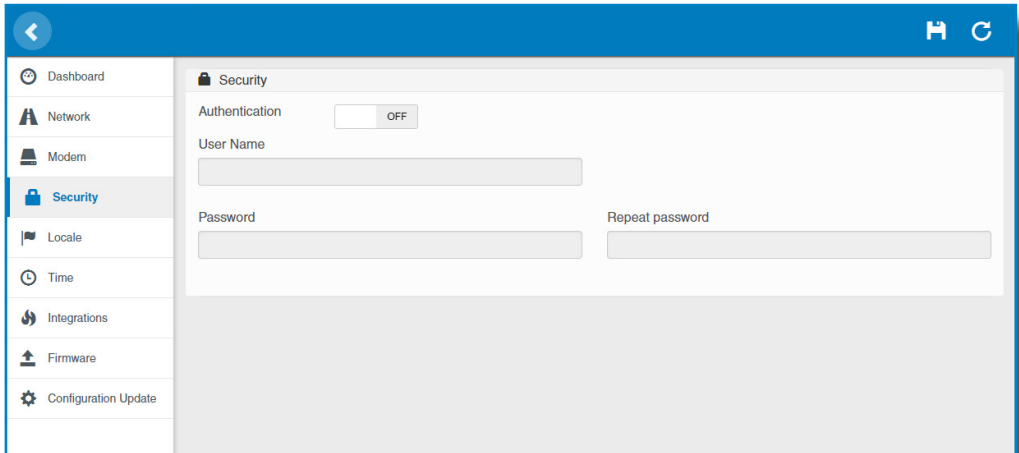 Dashboard
Network
Modem
Security
Locale
Time
Integrations
Firmware
Configuration Update
Security
Authentication
OFF
User Name
Password
Repeat password